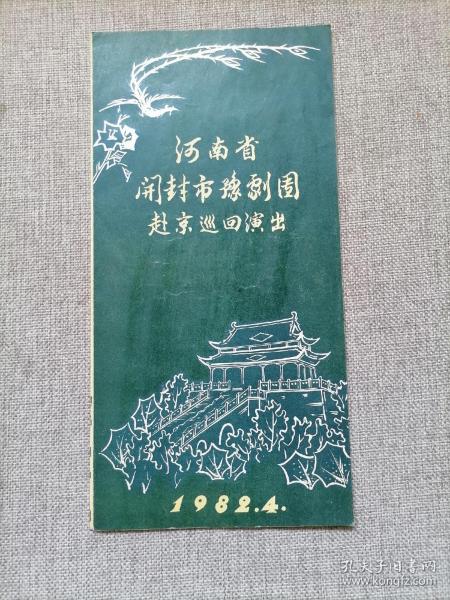 河南省
開封市豫剧团
赴京巡回演出
1982.4.
孔夫子旧书网
www.kongfz.com